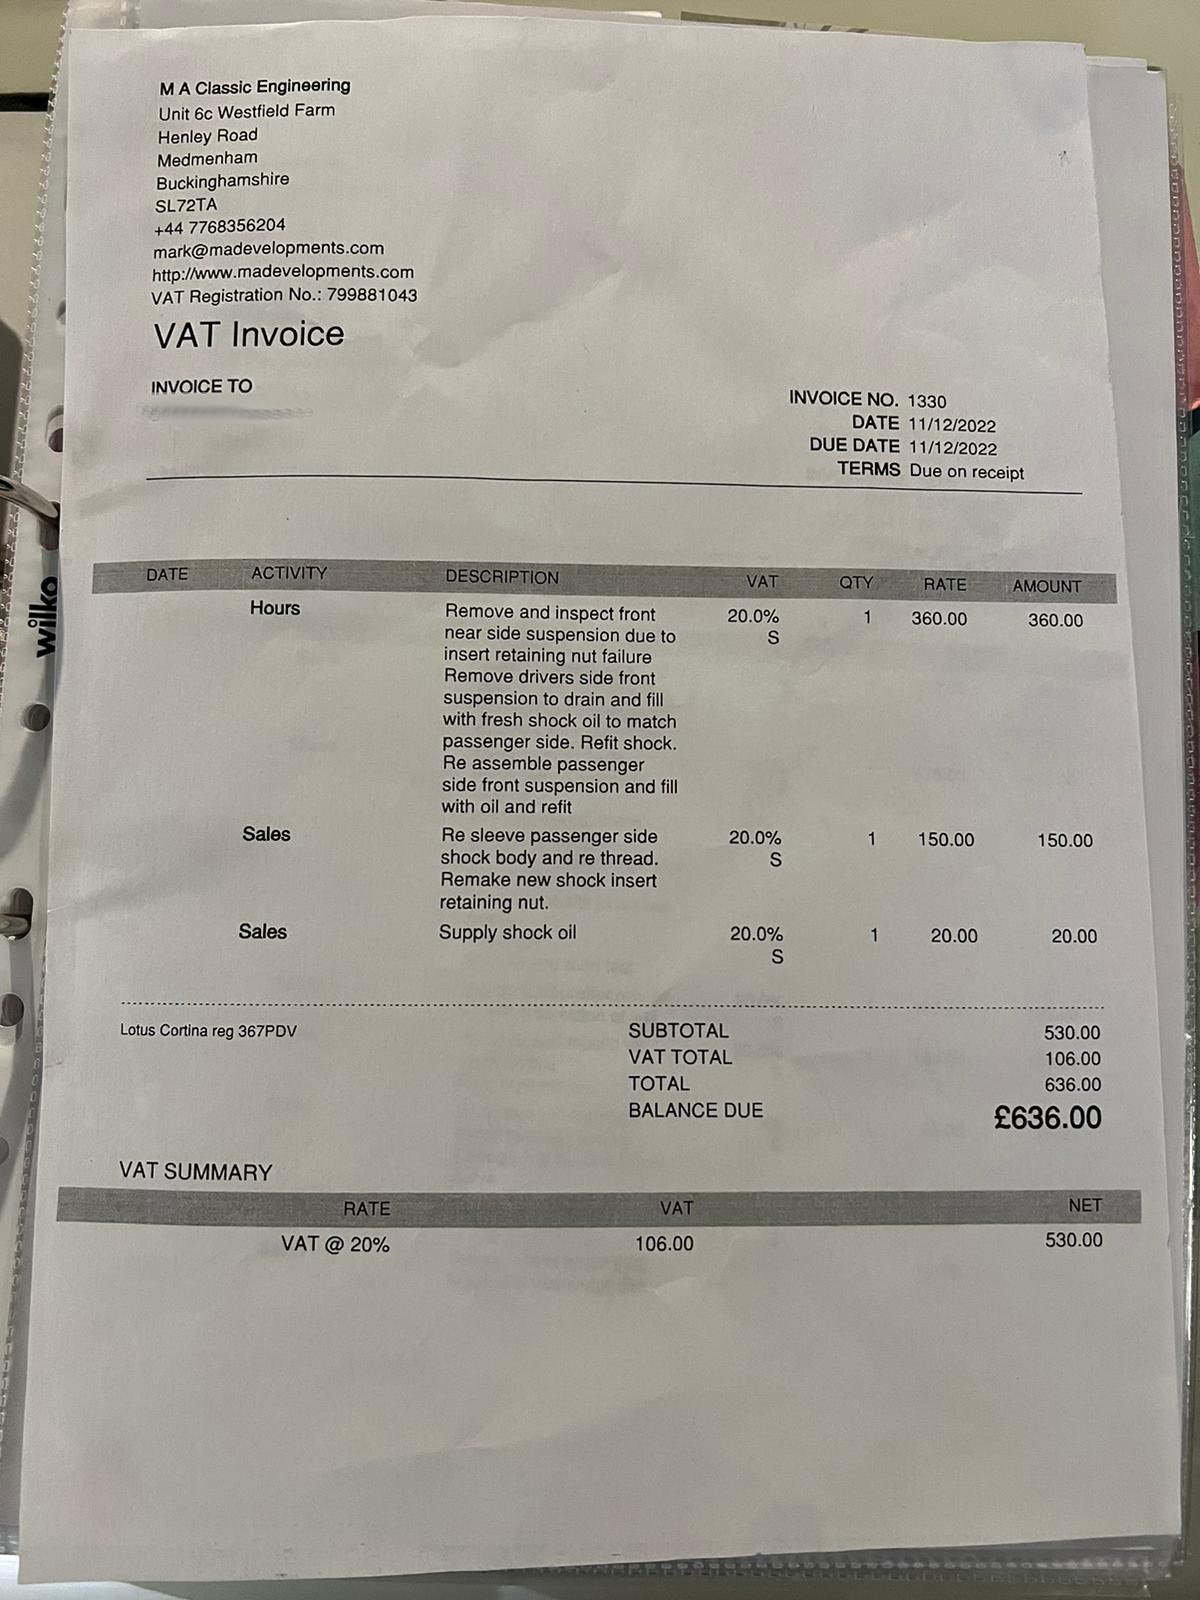 M A Classic Engineering
Unit 6c Westfield Farm
Henley Road
Medmenham
Buckinghamshire
SL72TA
+44 7768356204
mark@madevelopments.com
http://www.madevelopments.com
VAT Registration No.: 799881043
VAT Invoice
INVOICE TO
INVOICE NO. 1330
DATE 11/12/2022
DUE DATE 11/12/2022
TERMS Due on receipt
wilko
DATE ACTIVITY DESCRIPTION VAT QTY RATE AMOUNT
Hours Remove and inspect front 20.0% 1 360.00 360.00
near side suspension due to S
insert retaining nut failure
Remove drivers side front
suspension to drain and fill
with fresh shock oil to match
passenger side. Refit shock.
Re assemble passenger
side front suspension and fill
with oil and refit
Sales Re sleeve passenger side 20.0% 1 150.00 150.00
shock body and re thread. S
Remake new shock insert
retaining nut.
Sales Supply shock oil 20.0% 1 20.00 20.00
S
Lotus Cortina reg 367PDV SUBTOTAL 530.00
VAT TOTAL 106.00
TOTAL 636.00
BALANCE DUE £636.00
VAT SUMMARY
RATE VAT NET
VAT @ 20% 106.00 530.00